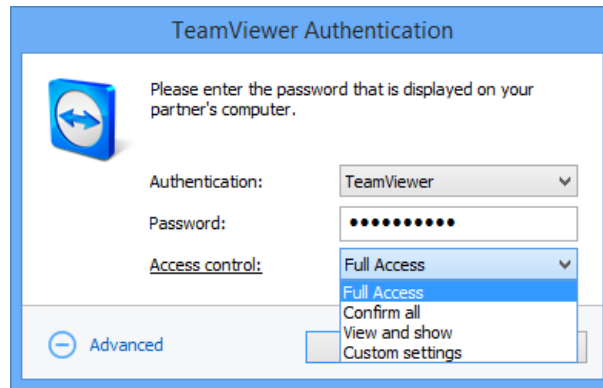 TeamViewer Authentication
Please enter the password that is displayed on your
partner's computer.
Authentication: TeamViewer
Password: ●●●●●●●●●●
Access control: Full Access
Full Access
Confirm all
View and show
Custom settings
Advanced